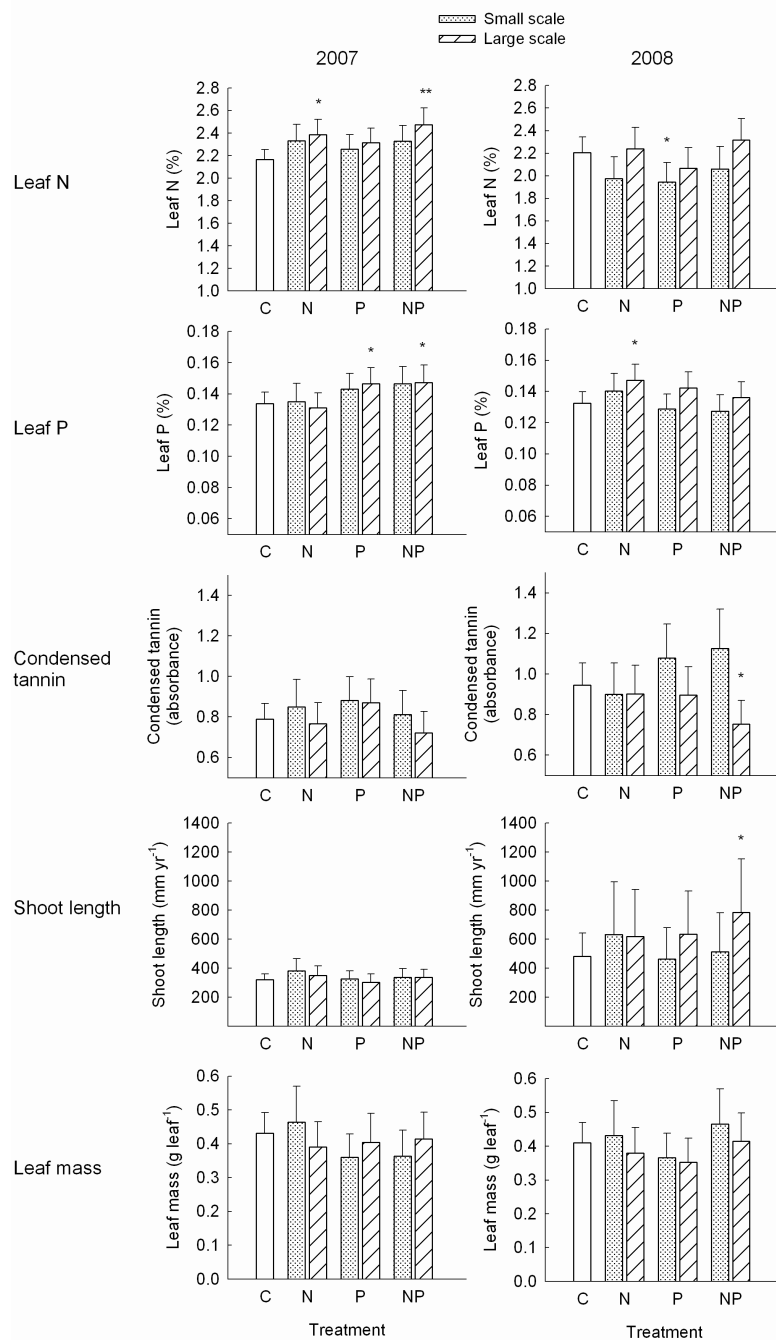 Small scale
Large scale
2007
2008
Leaf N
Leaf N (%)
2.8
2.6
2.4
2.2
2.0
1.8
1.6
1.4
1.2
1.0
*
**
C N P NP
Leaf N (%)
2.8
2.6
2.4
2.2
2.0
1.8
1.6
1.4
1.2
1.0
*
C N P NP
Leaf P
Leaf P (%)
0.18
0.16
0.14
0.12
0.10
0.08
0.06
*
*
C N P NP
Leaf P (%)
0.18
0.16
0.14
0.12
0.10
0.08
0.06
*
C N P NP
Condensed
tannin
Condensed tannin
(absorbance)
1.4
1.2
1.0
0.8
0.6
C N P NP
Condensed tannin
(absorbance)
1.4
1.2
1.0
0.8
0.6
*
C N P NP
Shoot length
Shoot length (mm yr⁻¹)
1400
1200
1000
800
600
400
200
C N P NP
Shoot length (mm yr⁻¹)
1400
1200
1000
800
600
400
200
*
C N P NP
Leaf mass
Leaf mass (g leaf⁻¹)
0.6
0.5
0.4
0.3
0.2
0.1
0.0
C N P NP
Treatment
Leaf mass (g leaf⁻¹)
0.6
0.5
0.4
0.3
0.2
0.1
0.0
C N P NP
Treatment